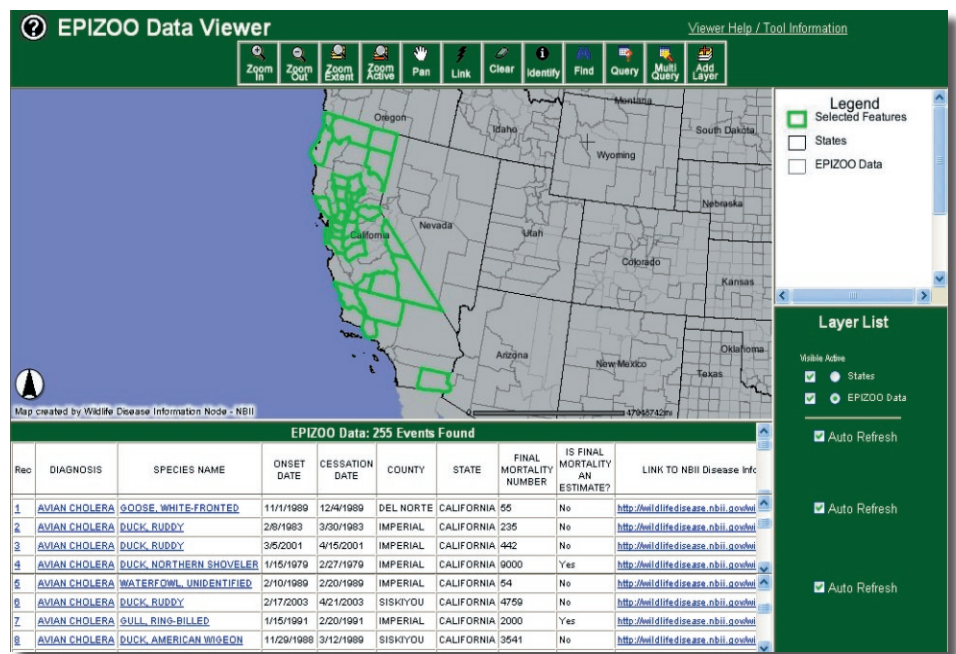 EPIZOO Data Viewer
Viewer Help / Tool Information
Zoom In Zoom Out Zoom Extent Zoom Active Pan Link Clear Identify Find Query Multi Query Add Layer
Montana
Oregon Idaho South Dakota
Wyoming
Nebraska
Nevada
California Utah
Colorado
Kansas
Oklahoma
Arizona New Mexico
Texas
Map created by Wildlife Disease Information Node - NBII
Legend
Selected Features
States
EPIZOO Data
Layer List
Visible Active
States
EPIZOO Data
Auto Refresh
Auto Refresh
Auto Refresh
EPIZOO Data: 255 Events Found
Rec DIAGNOSIS SPECIES NAME ONSET DATE CESSATION DATE COUNTY STATE FINAL MORTALITY NUMBER IS FINAL MORTALITY AN ESTIMATE? LINK TO NBII Disease Info
1 AVIAN CHOLERA GOOSE, WHITE-FRONTED 11/1/1989 12/4/1989 DEL NORTE CALIFORNIA 55 No http://wildlifedisease.nbii.gov/wi
2 AVIAN CHOLERA DUCK, RUDDY 2/8/1983 3/30/1983 IMPERIAL CALIFORNIA 235 No http://wildlifedisease.nbii.gov/wi
3 AVIAN CHOLERA DUCK, RUDDY 3/5/2001 4/15/2001 IMPERIAL CALIFORNIA 442 No http://wildlifedisease.nbii.gov/wi
4 AVIAN CHOLERA DUCK, NORTHERN SHOVELER 1/15/1979 2/27/1979 IMPERIAL CALIFORNIA 9000 Yes http://wildlifedisease.nbii.gov/wi
5 AVIAN CHOLERA WATERFOWL, UNIDENTIFIED 2/10/1989 2/20/1989 IMPERIAL CALIFORNIA 54 No http://wildlifedisease.nbii.gov/wi
6 AVIAN CHOLERA DUCK, RUDDY 2/17/2003 4/21/2003 SISKIYOU CALIFORNIA 4759 No http://wildlifedisease.nbii.gov/wi
7 AVIAN CHOLERA GULL, RING-BILLED 1/15/1991 2/20/1991 IMPERIAL CALIFORNIA 2000 Yes http://wildlifedisease.nbii.gov/wi
8 AVIAN CHOLERA DUCK, AMERICAN WIGEON 11/29/1988 3/12/1989 SISKIYOU CALIFORNIA 3541 No http://wildlifedisease.nbii.gov/wi